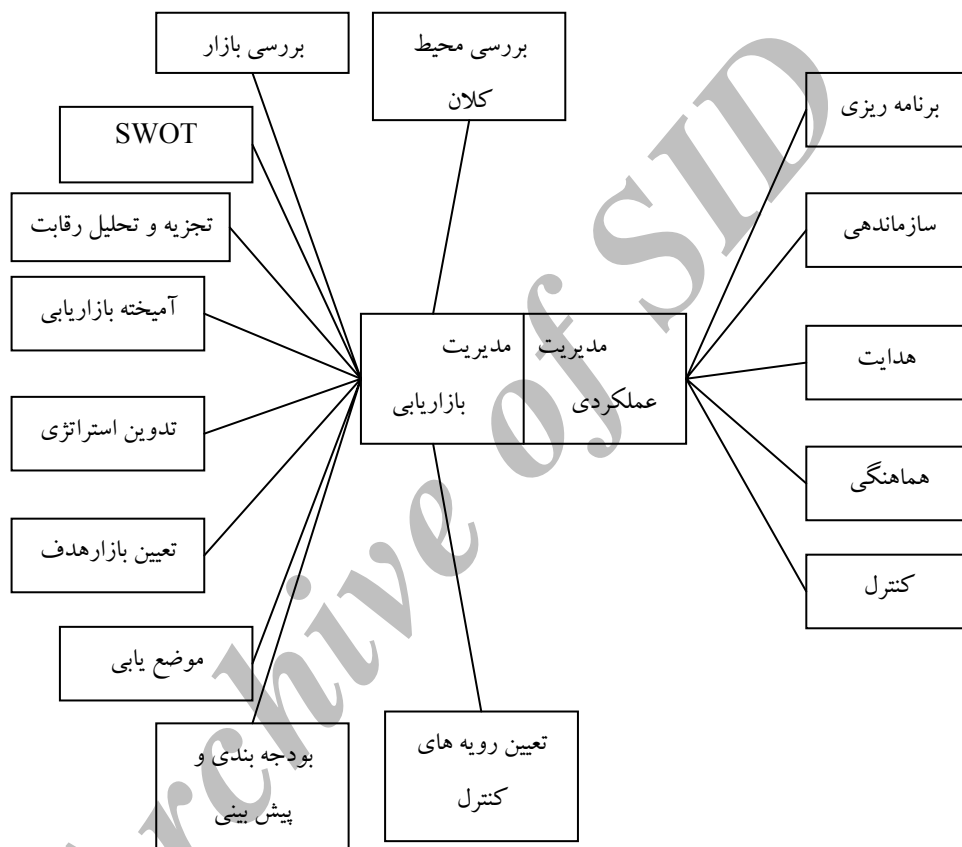 بررسی بازار
بررسی محیط
کلان
برنامه ریزی
SWOT
سازماندهی
تجزیه و تحلیل رقابت
آمیخته بازاریابی
مدیریت
بازاریابی
مدیریت
عملکردی
هدایت
تدوین استراتژی
هماهنگی
تعیین بازارهدف
کنترل
موضع یابی
بودجه بندی و
پیش بینی
تعیین رویه های
کنترل
Archive of SID